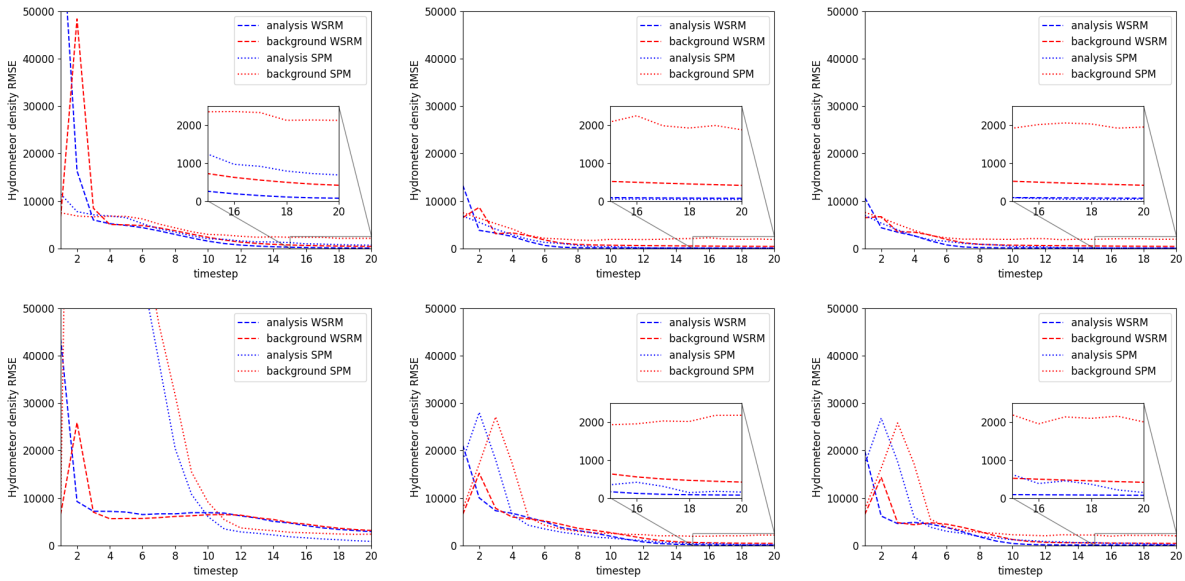 50000
40000
30000
20000
10000
0
Hydrometeor density RMSE
analysis WSRM
background WSRM
analysis SPM
background SPM
2000
1000
0
16 18 20
2 4 6 8 10 12 14 16 18 20
timestep
50000
40000
30000
20000
10000
0
Hydrometeor density RMSE
analysis WSRM
background WSRM
analysis SPM
background SPM
2000
1000
0
16 18 20
2 4 6 8 10 12 14 16 18 20
timestep
50000
40000
30000
20000
10000
0
Hydrometeor density RMSE
analysis WSRM
background WSRM
analysis SPM
background SPM
2000
1000
0
16 18 20
2 4 6 8 10 12 14 16 18 20
timestep
50000
40000
30000
20000
10000
0
Hydrometeor density RMSE
analysis WSRM
background WSRM
analysis SPM
background SPM
2 4 6 8 10 12 14 16 18 20
timestep
50000
40000
30000
20000
10000
0
Hydrometeor density RMSE
analysis WSRM
background WSRM
analysis SPM
background SPM
2000
1000
0
16 18 20
2 4 6 8 10 12 14 16 18 20
timestep
50000
40000
30000
20000
10000
0
Hydrometeor density RMSE
analysis WSRM
background WSRM
analysis SPM
background SPM
2000
1000
0
16 18 20
2 4 6 8 10 12 14 16 18 20
timestep